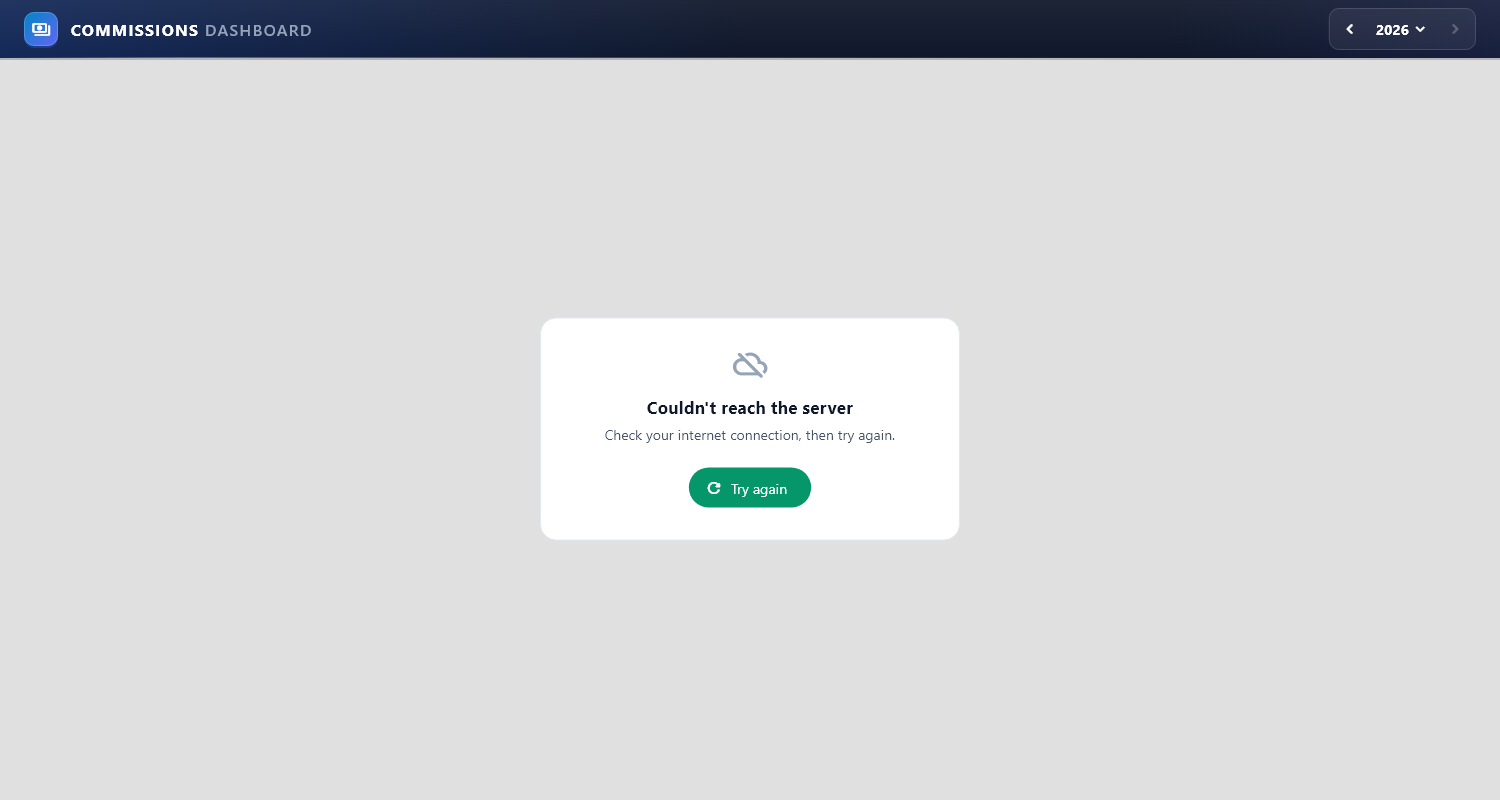 COMMISSIONS DASHBOARD
2026
Couldn't reach the server
Check your internet connection, then try again.
Try again